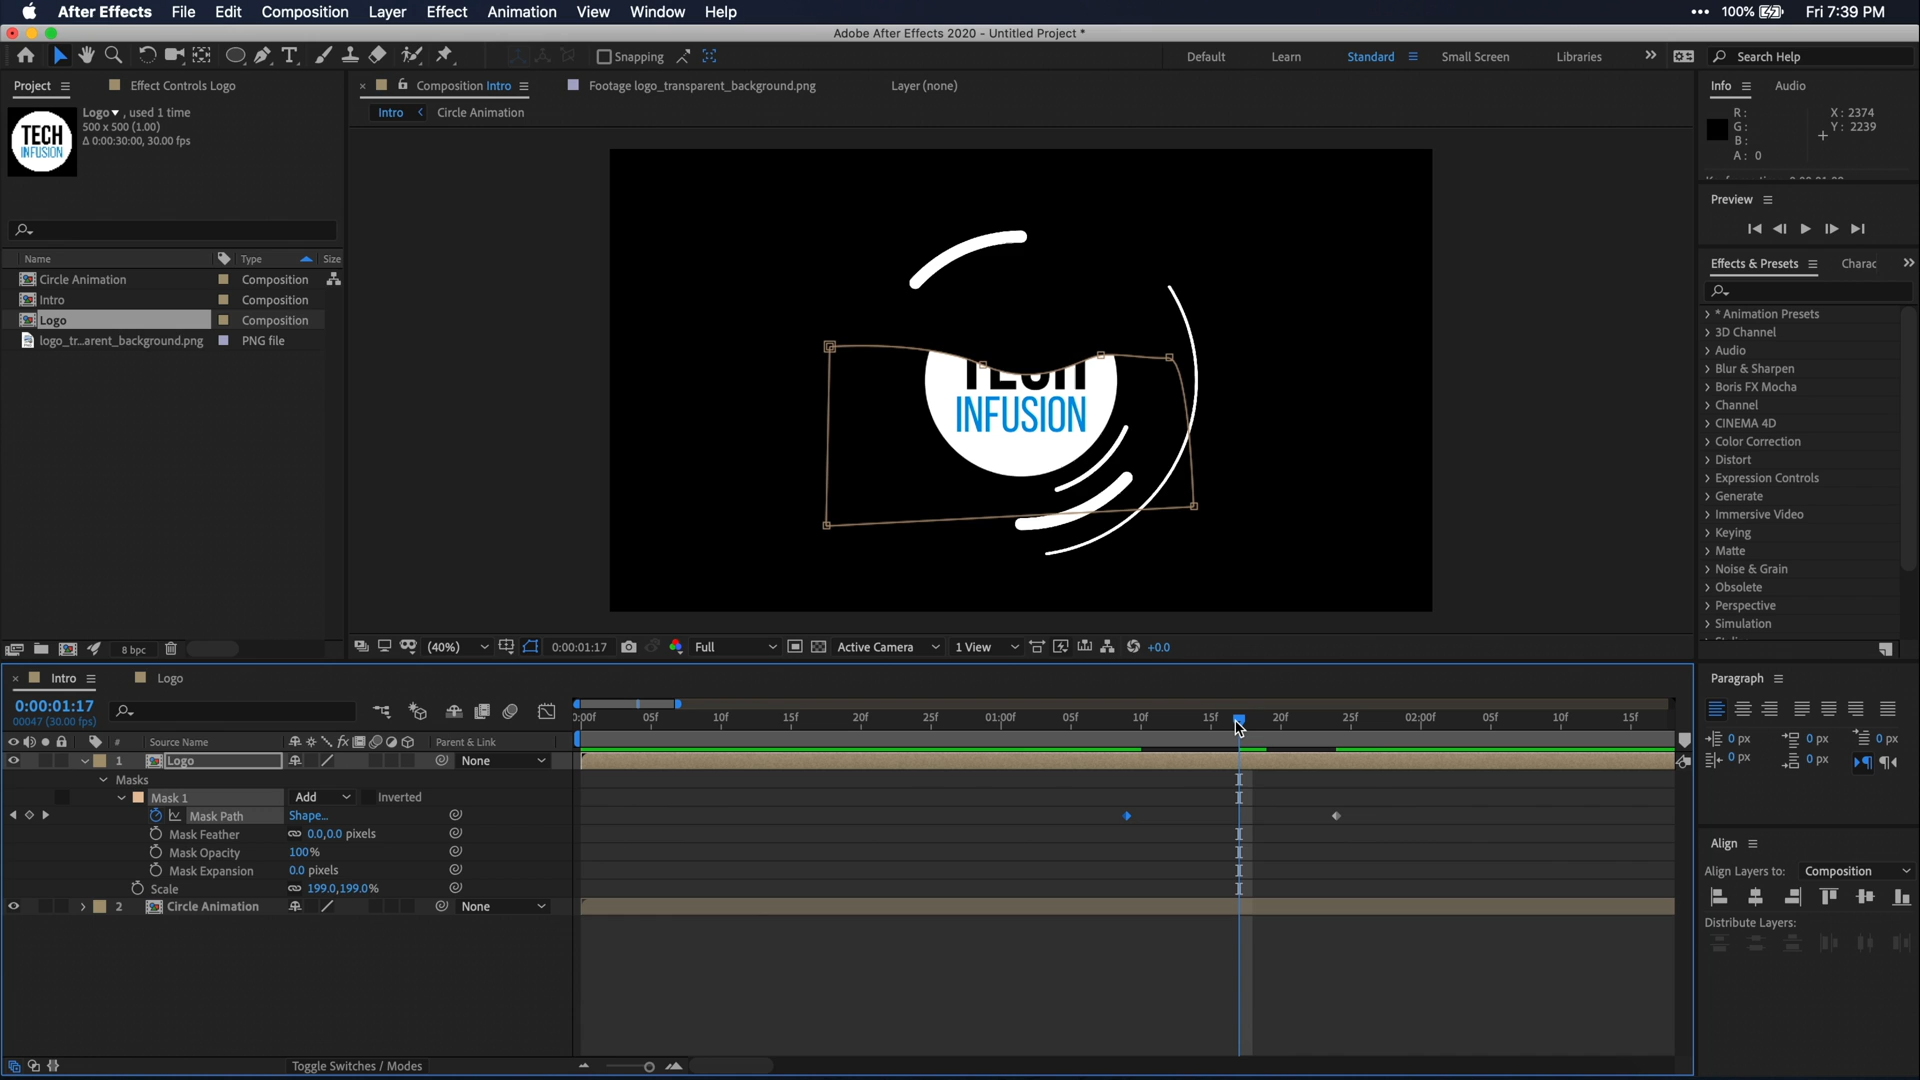 After Effects File Edit Composition Layer Effect Animation View Window Help 100% Fri 7:39 PM
Adobe After Effects 2020 - Untitled Project *
Snapping Default Learn Standard Small Screen Libraries Search Help
Project Effect Controls Logo Composition Intro Footage logo_transparent_background.png Layer (none) Info Audio
Logo , used 1 time
500 x 500 (1.00)
Δ 0:00:30:00, 30.00 fps
TECH
INFUSION
Intro Circle Animation
R:
G:
B:
A: 0
X: 2374
Y: 2239
Preview
Name Type Size
Circle Animation Composition
Intro Composition
Logo Composition
logo_tr...arent_background.png PNG file
TECH
INFUSION
Effects & Presets Charac
* Animation Presets
3D Channel
Audio
Blur & Sharpen
Boris FX Mocha
Channel
CINEMA 4D
Color Correction
Distort
Expression Controls
Generate
Immersive Video
Keying
Matte
Noise & Grain
Obsolete
Perspective
Simulation
8 bpc (40%) 0:00:01:17 Full Active Camera 1 View +0.0
Intro Logo
0:00:01:17
00047 (30.00 fps)
:00f 05f 10f 15f 20f 25f 01:00f 05f 10f 15f 20f 25f 02:00f 05f 10f 15f
# Source Name fx Parent & Link
1 Logo None
Masks
Mask 1 Add Inverted
Mask Path Shape...
Mask Feather 0.0,0.0 pixels
Mask Opacity 100%
Mask Expansion 0.0 pixels
Scale 199.0,199.0%
2 Circle Animation None
Toggle Switches / Modes
Paragraph
0 px 0 px 0 px
0 px 0 px
Align
Align Layers to: Composition
Distribute Layers: